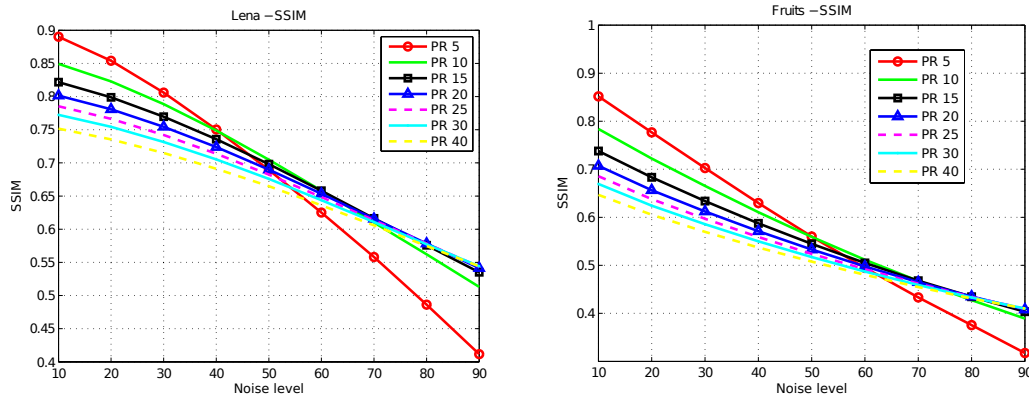 Lena –SSIM
0.9
0.85
0.8
0.75
0.7
0.65
0.6
0.55
0.5
0.45
0.4
SSIM
10 20 30 40 50 60 70 80 90
Noise level
PR 5
PR 10
PR 15
PR 20
PR 25
PR 30
PR 40
Fruits –SSIM
1
0.9
0.8
0.7
0.6
0.5
0.4
SSIM
10 20 30 40 50 60 70 80 90
Noise level
PR 5
PR 10
PR 15
PR 20
PR 25
PR 30
PR 40